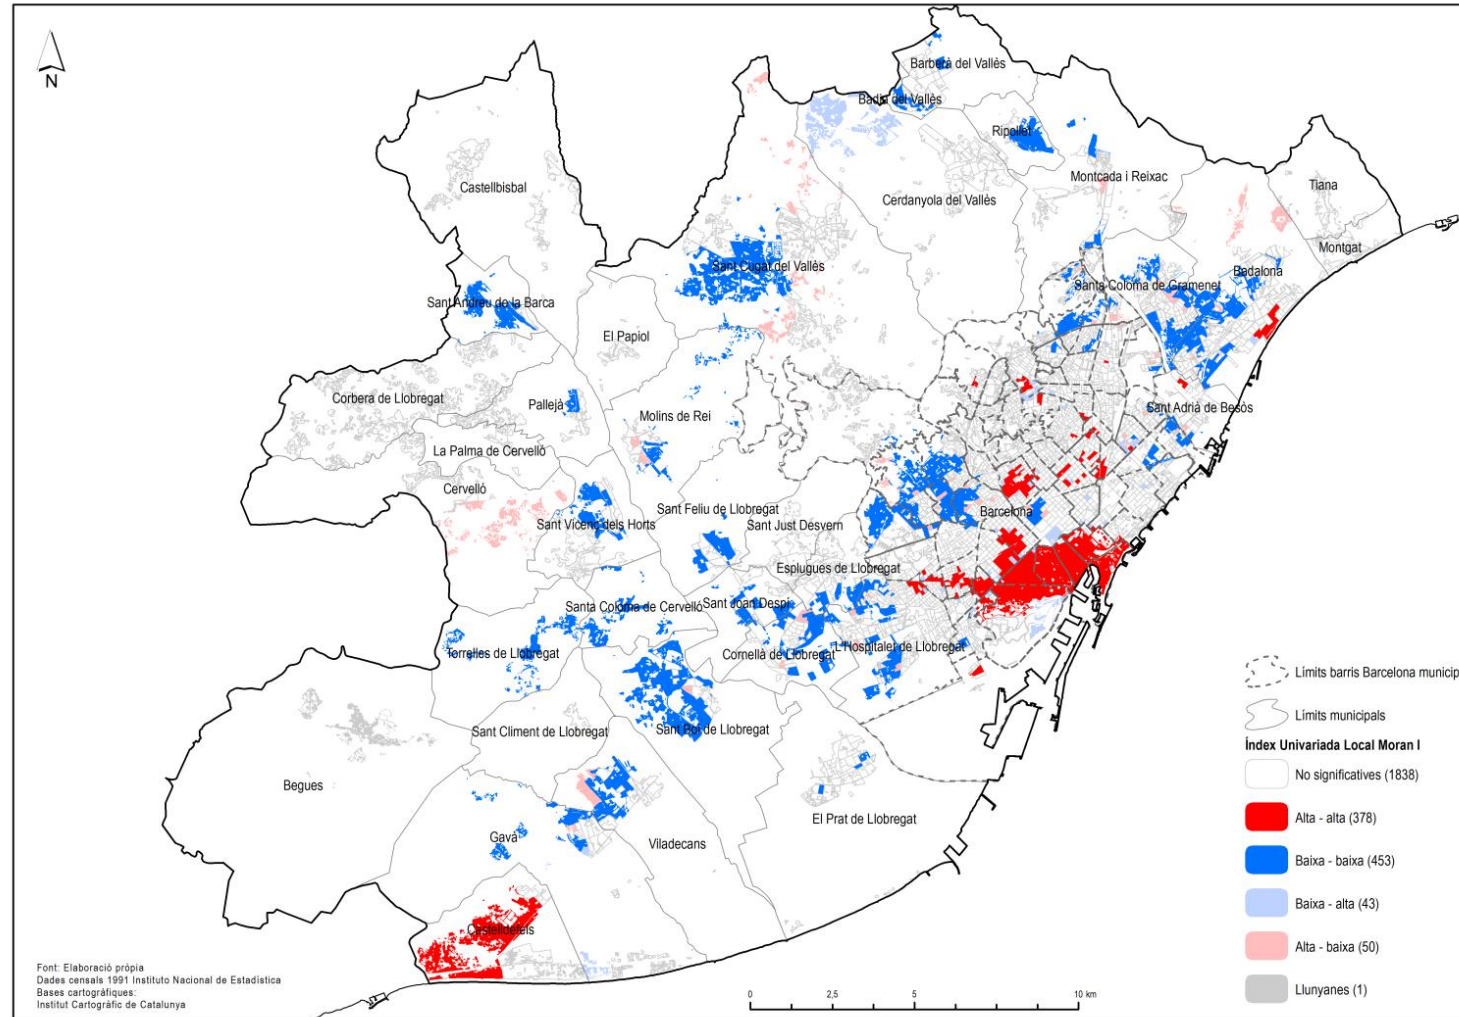 N
Barberà del Vallès
Badia del Vallès
Ripollet
Montcada i Reixac
Tiana
Castellbisbal
Cerdanyola del Vallès
Montgat
Sant Cugat del Vallès
Badalona
Santa Coloma de Gramenet
Sant Andreu de la Barca
El Papiol
Corbera de Llobregat
Pallejà
Molins de Rei
Sant Adrià de Besòs
La Palma de Cervelló
Cervelló
Sant Feliu de Llobregat
Barcelona
Sant Vicenç dels Horts
Sant Just Desvern
Esplugues de Llobregat
Santa Coloma de Cervelló
Sant Joan Despí
Torrelles de Llobregat
Cornellà de Llobregat
L'Hospitalet de Llobregat
Sant Climent de Llobregat
Sant Boi de Llobregat
Begues
El Prat de Llobregat
Gavà
Viladecans
Castelldefels
Límits barris Barcelona municip
Límits municipals
Índex Univariada Local Moran I
No significatives (1838)
Alta - alta (378)
Baixa - baixa (453)
Baixa - alta (43)
Alta - baixa (50)
Llunyanes (1)
Font: Elaboració pròpia
Dades censals 1991 Instituto Nacional de Estadística
Bases cartogràfiques:
Institut Cartogràfic de Catalunya
0 2,5 5 10 km